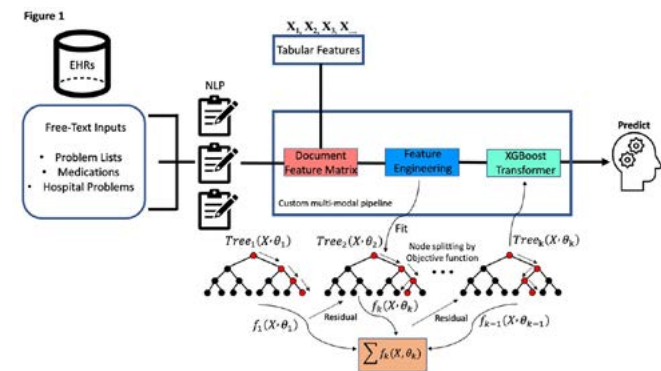 Figure 1
EHRs
Free-Text Inputs
• Problem Lists
• Medications
• Hospital Problems
NLP
X₁, X₂, X₃, X...
Tabular Features
Document
Feature Matrix
Feature
Engineering
XGBoost
Transformer
Custom multi-modal pipeline
Predict
Fit
Tree₁(X·θ₁)
Tree₂(X·θ₂)
Node splitting by
Objective function
Treeₖ(X·θₖ)
• • •
f₁(X·θ₁)
Residual
fₖ(X·θₖ)
Residual
fₖ₋₁(X·θₖ₋₁)
∑ fₖ(X, θₖ)